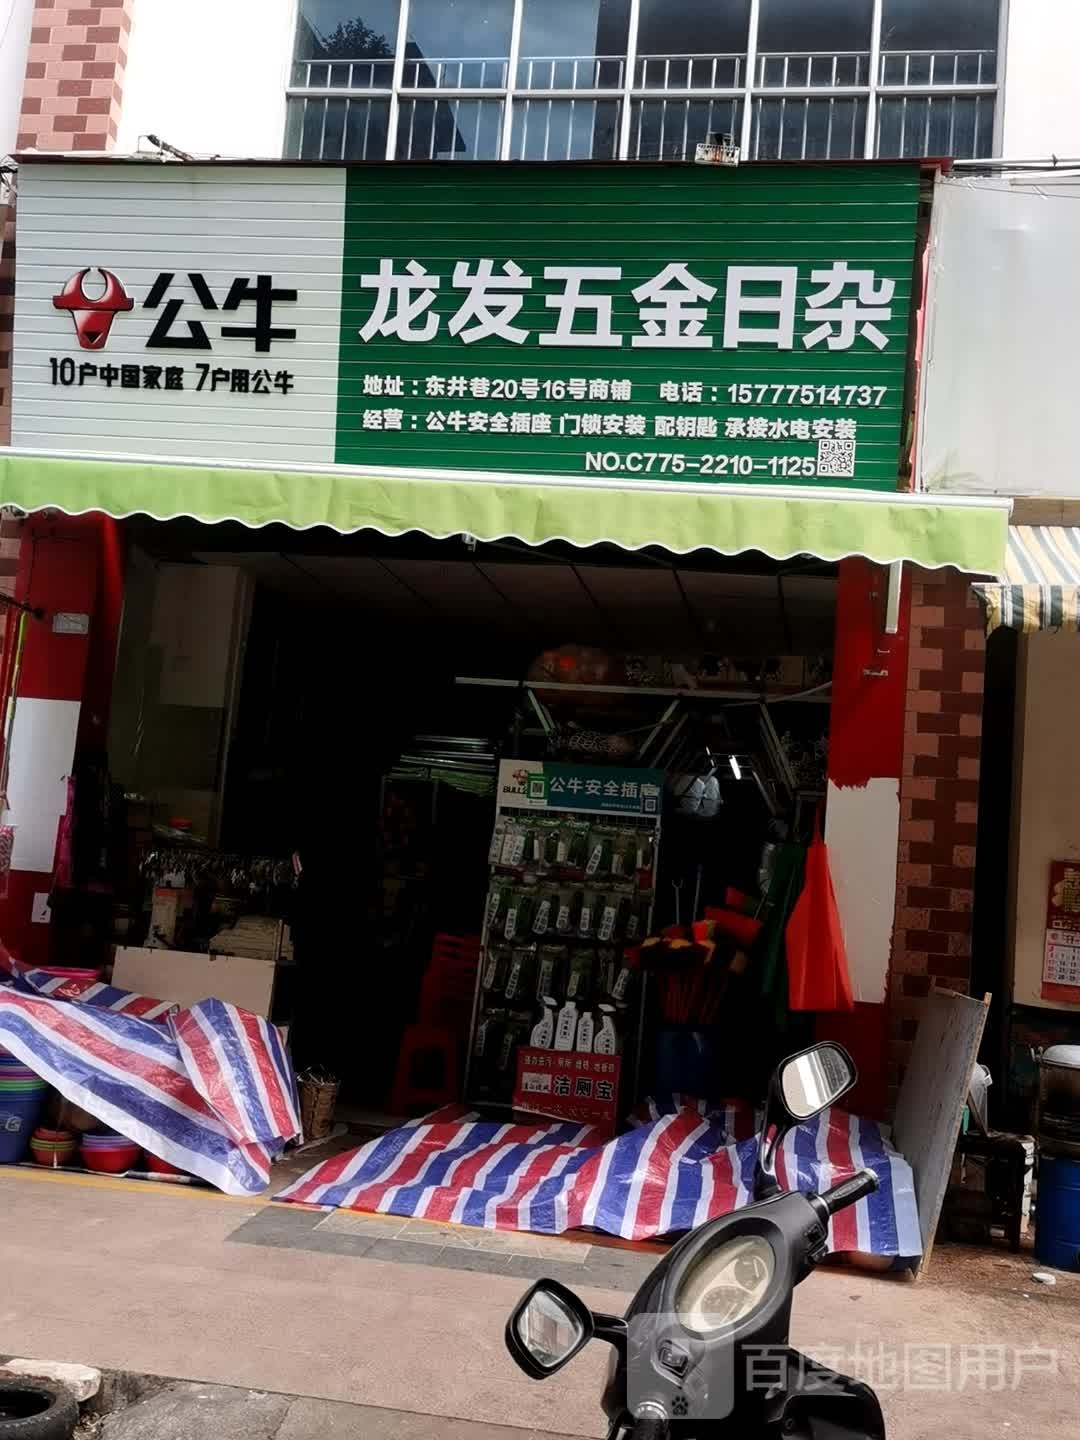 公牛
10户中国家庭 7户用公牛
龙发五金日杂
地址：东井巷20号16号商铺 电话：15777514737
经营：公牛安全插座 门锁安装 配钥匙 承接水电安装
NO.C775-2210-1125
BULL
公牛安全插座
洁厕宝
百度地图用户